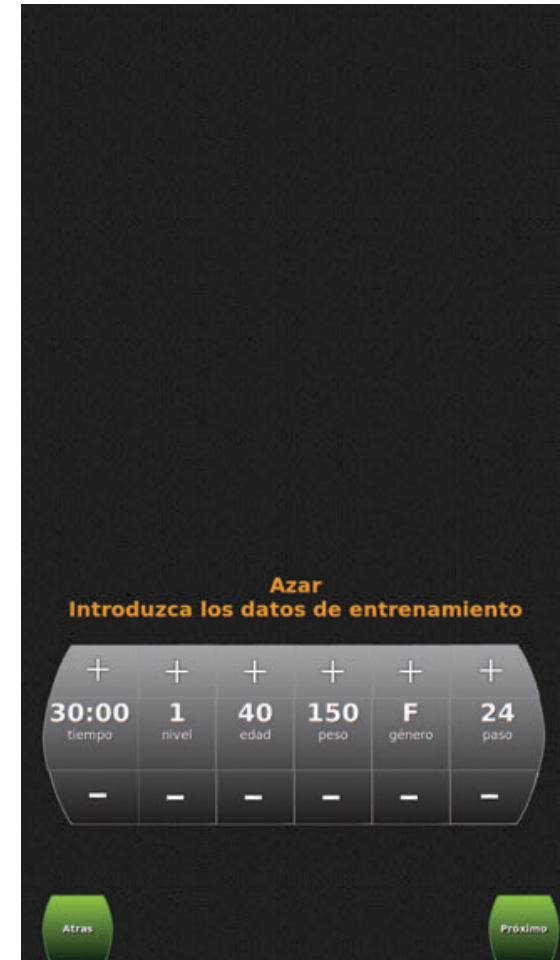 Azar
Introduzca los datos de entrenamiento
+ + + + + +
30:00 1 40 150 F 24
tiempo nivel edad peso género paso
- - - - - -
Atras Próximo